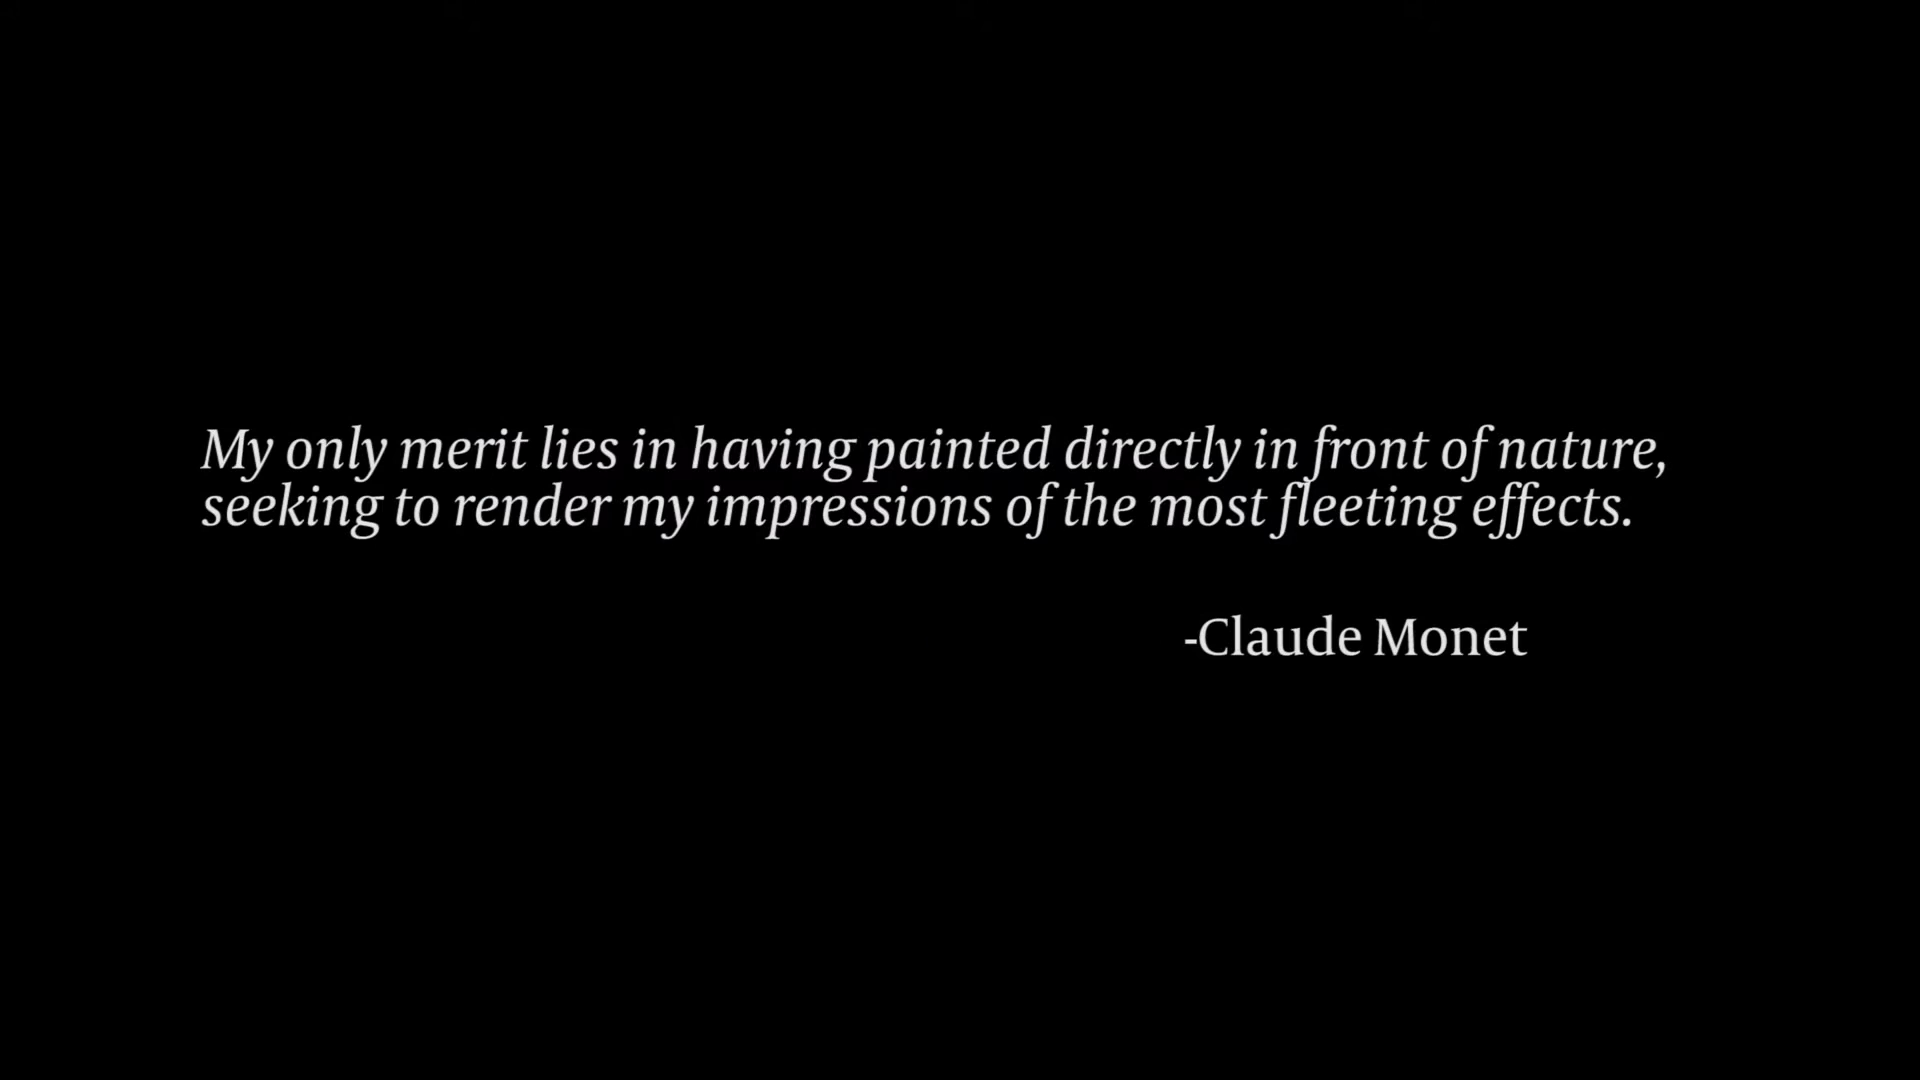 My only merit lies in having painted directly in front of nature,
seeking to render my impressions of the most fleeting effects.
-Claude Monet